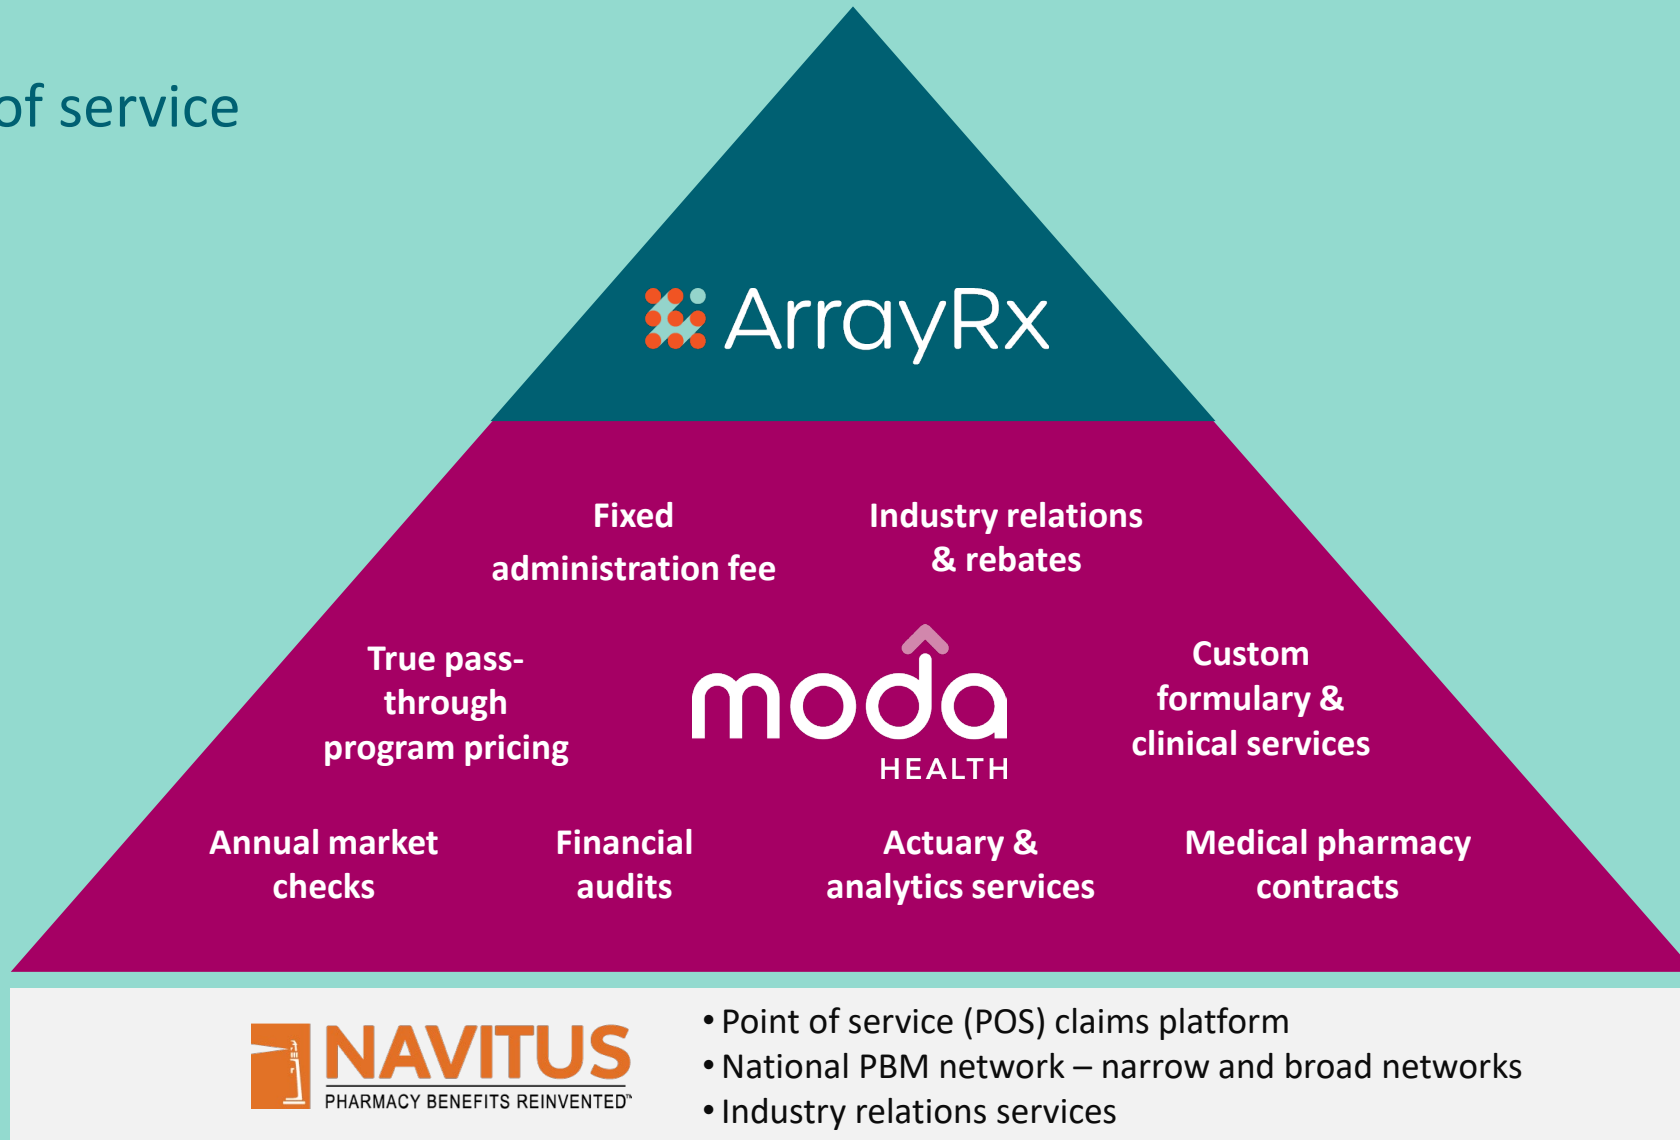 of service
ArrayRx
Fixed
administration fee
Industry relations
& rebates
True pass-
through
program pricing
moda
HEALTH
Custom
formulary &
clinical services
Annual market
checks
Financial
audits
Actuary &
analytics services
Medical pharmacy
contracts
NAVITUS
PHARMACY BENEFITS REINVENTED™
• Point of service (POS) claims platform
• National PBM network – narrow and broad networks
• Industry relations services